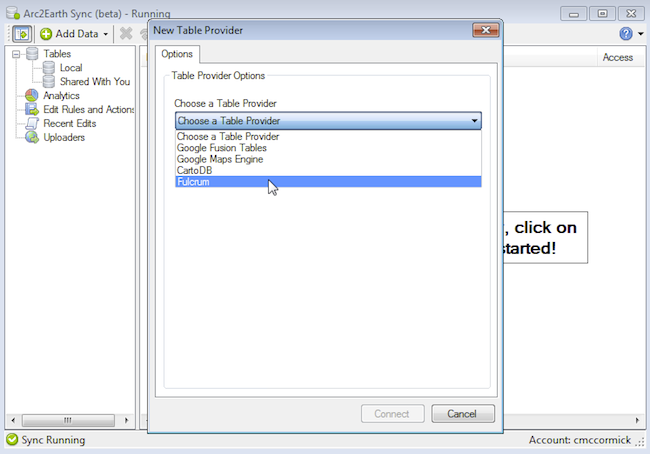 Arc2Earth Sync (beta) - Running
Add Data
Tables
Local
Shared With You
Analytics
Edit Rules and Actions
Recent Edits
Uploaders
New Table Provider
Options
Table Provider Options
Choose a Table Provider
Choose a Table Provider
Choose a Table Provider
Google Fusion Tables
Google Maps Engine
CartoDB
Fulcrum
Connect
Cancel
Access
, click on
started!
Sync Running
Account: cmccormick